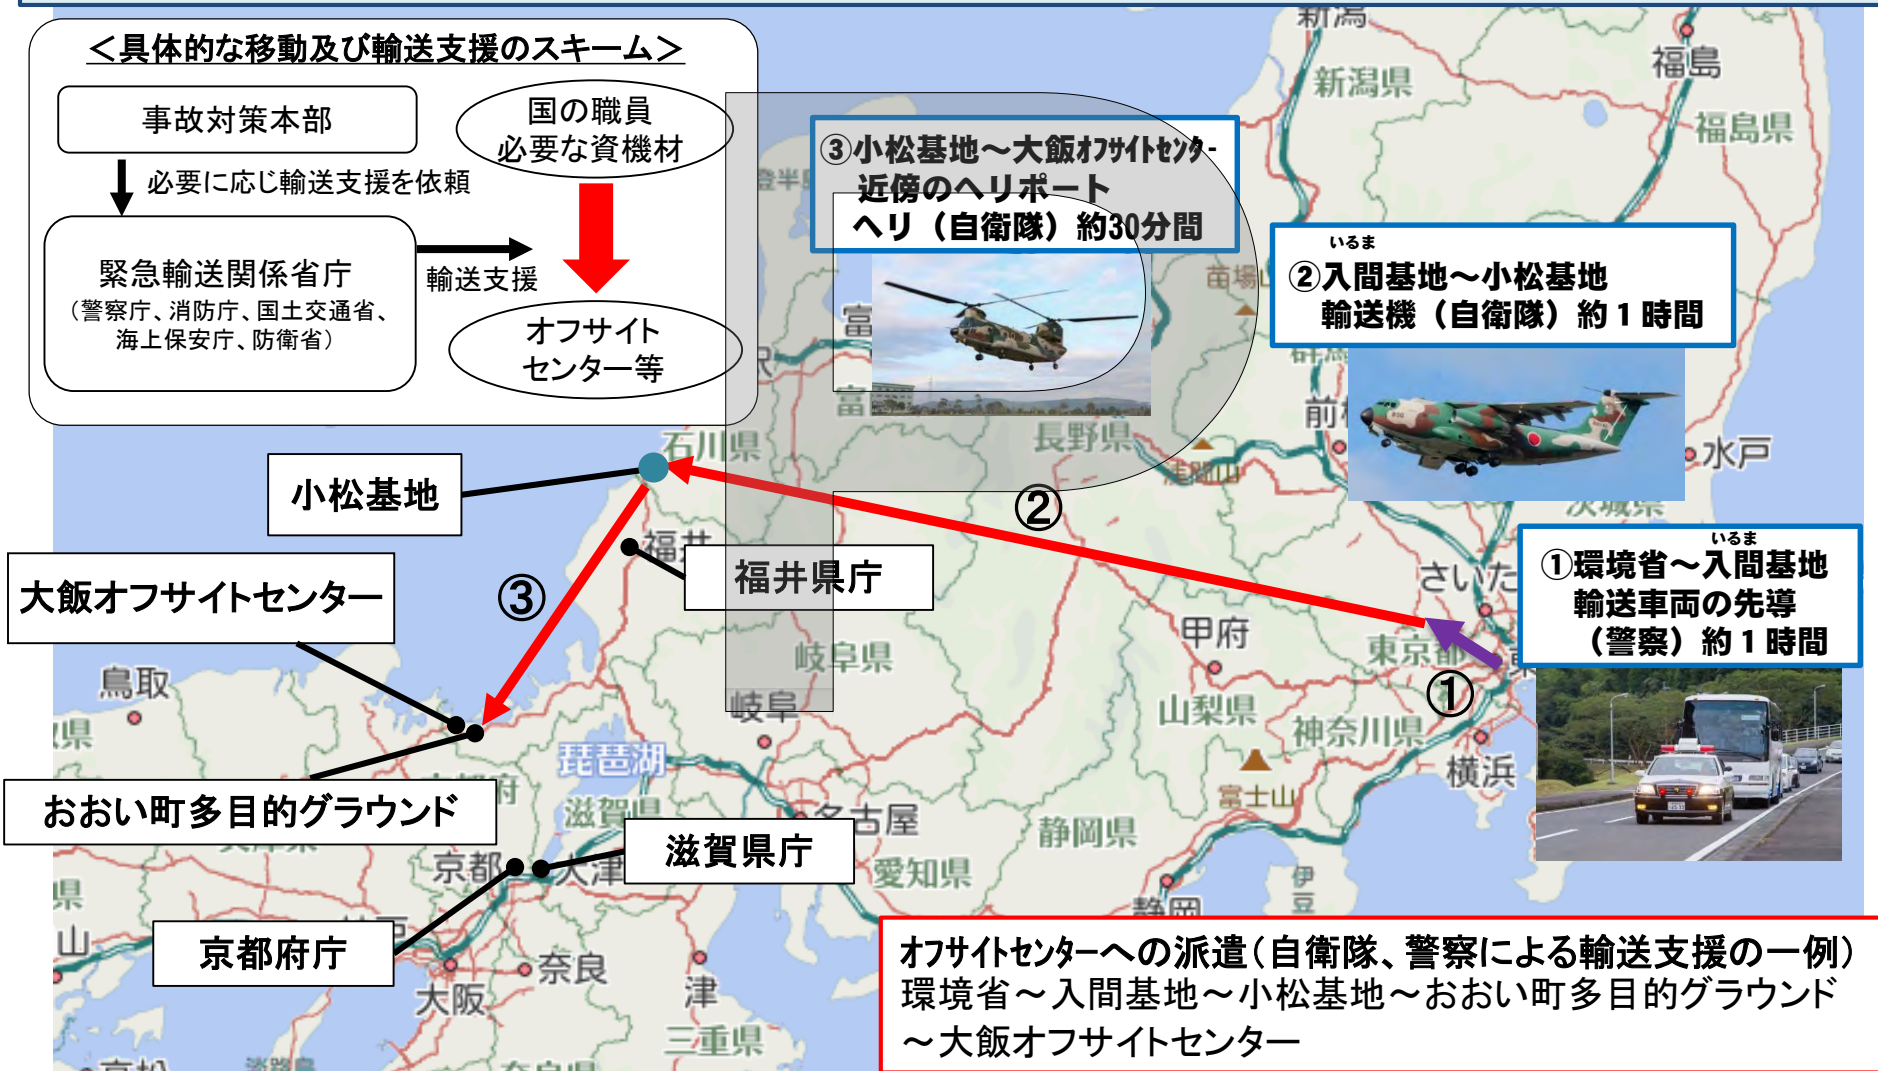 ＜具体的な移動及び輸送支援のスキーム＞
事故対策本部
必要に応じ輸送支援を依頼
緊急輸送関係省庁
（警察庁、消防庁、国土交通省、
海上保安庁、防衛省）
輸送支援
国の職員
必要な資機材
オフサイト
センター等
③小松基地～大飯ｵﾌｻｲﾄｾﾝﾀｰ
近傍のヘリポート
ヘリ（自衛隊）約30分間
いるま
②入間基地～小松基地
輸送機（自衛隊）約１時間
いるま
①環境省～入間基地
輸送車両の先導
（警察）約１時間
小松基地
大飯オフサイトセンター
おおい町多目的グラウンド
京都府庁
滋賀県庁
福井県庁
①
②
③
新潟
新潟県
福島
福島県
苗場山
水戸
茨城県
石川県
長野県
浅間山
福井
岐阜県
岐阜
甲府
山梨県
東京都
神奈川県
横浜
富士山
静岡県
静岡
伊豆
鳥取
琵琶湖
滋賀県
名古屋
愛知県
京都
大津
大阪
奈良
津
三重県
オフサイトセンターへの派遣（自衛隊、警察による輸送支援の一例）
環境省～入間基地～小松基地～おおい町多目的グラウンド
～大飯オフサイトセンター